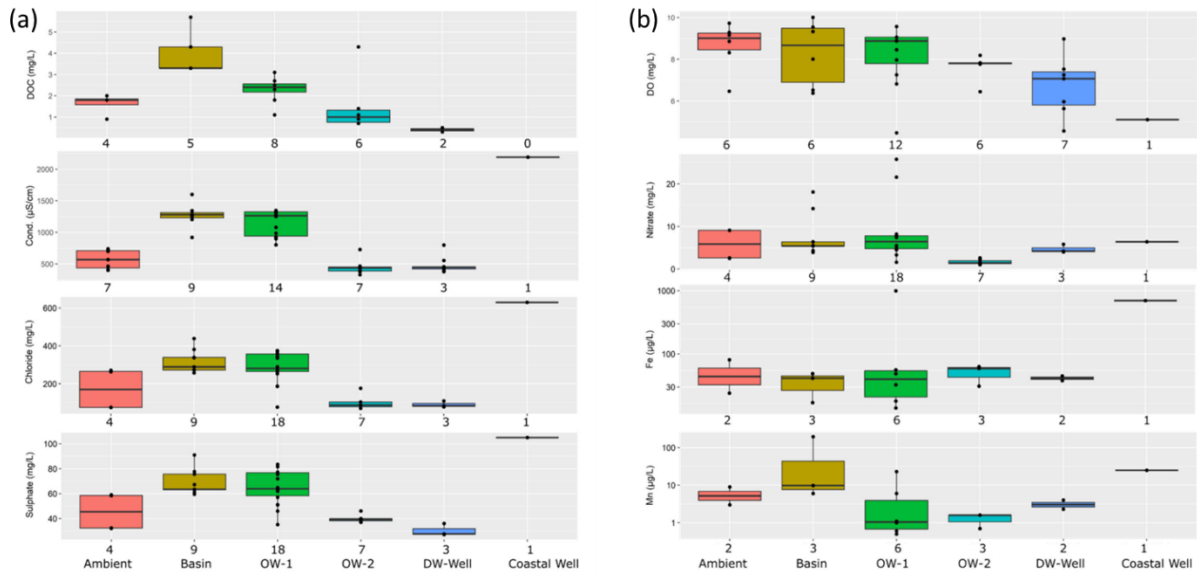 (a)
DOC (mg/L)
5
4
3
2
1
4 5 8 6 2 0
Cond. (µS/cm)
2000
1500
1000
500
7 9 14 7 3 1
Chloride (mg/L)
600
400
200
4 9 18 7 3 1
Sulphate (mg/L)
100
80
60
40
4 9 18 7 3 1
Ambient Basin OW-1 OW-2 DW-Well Coastal Well
(b)
DO (mg/L)
10
8
6
6 6 12 6 7 1
Nitrate (mg/L)
20
10
0
4 9 18 7 3 1
Fe (µg/L)
1000
300
100
30
2 3 6 3 2 1
Mn (µg/L)
100
10
1
2 3 6 3 2 1
Ambient Basin OW-1 OW-2 DW-Well Coastal Well